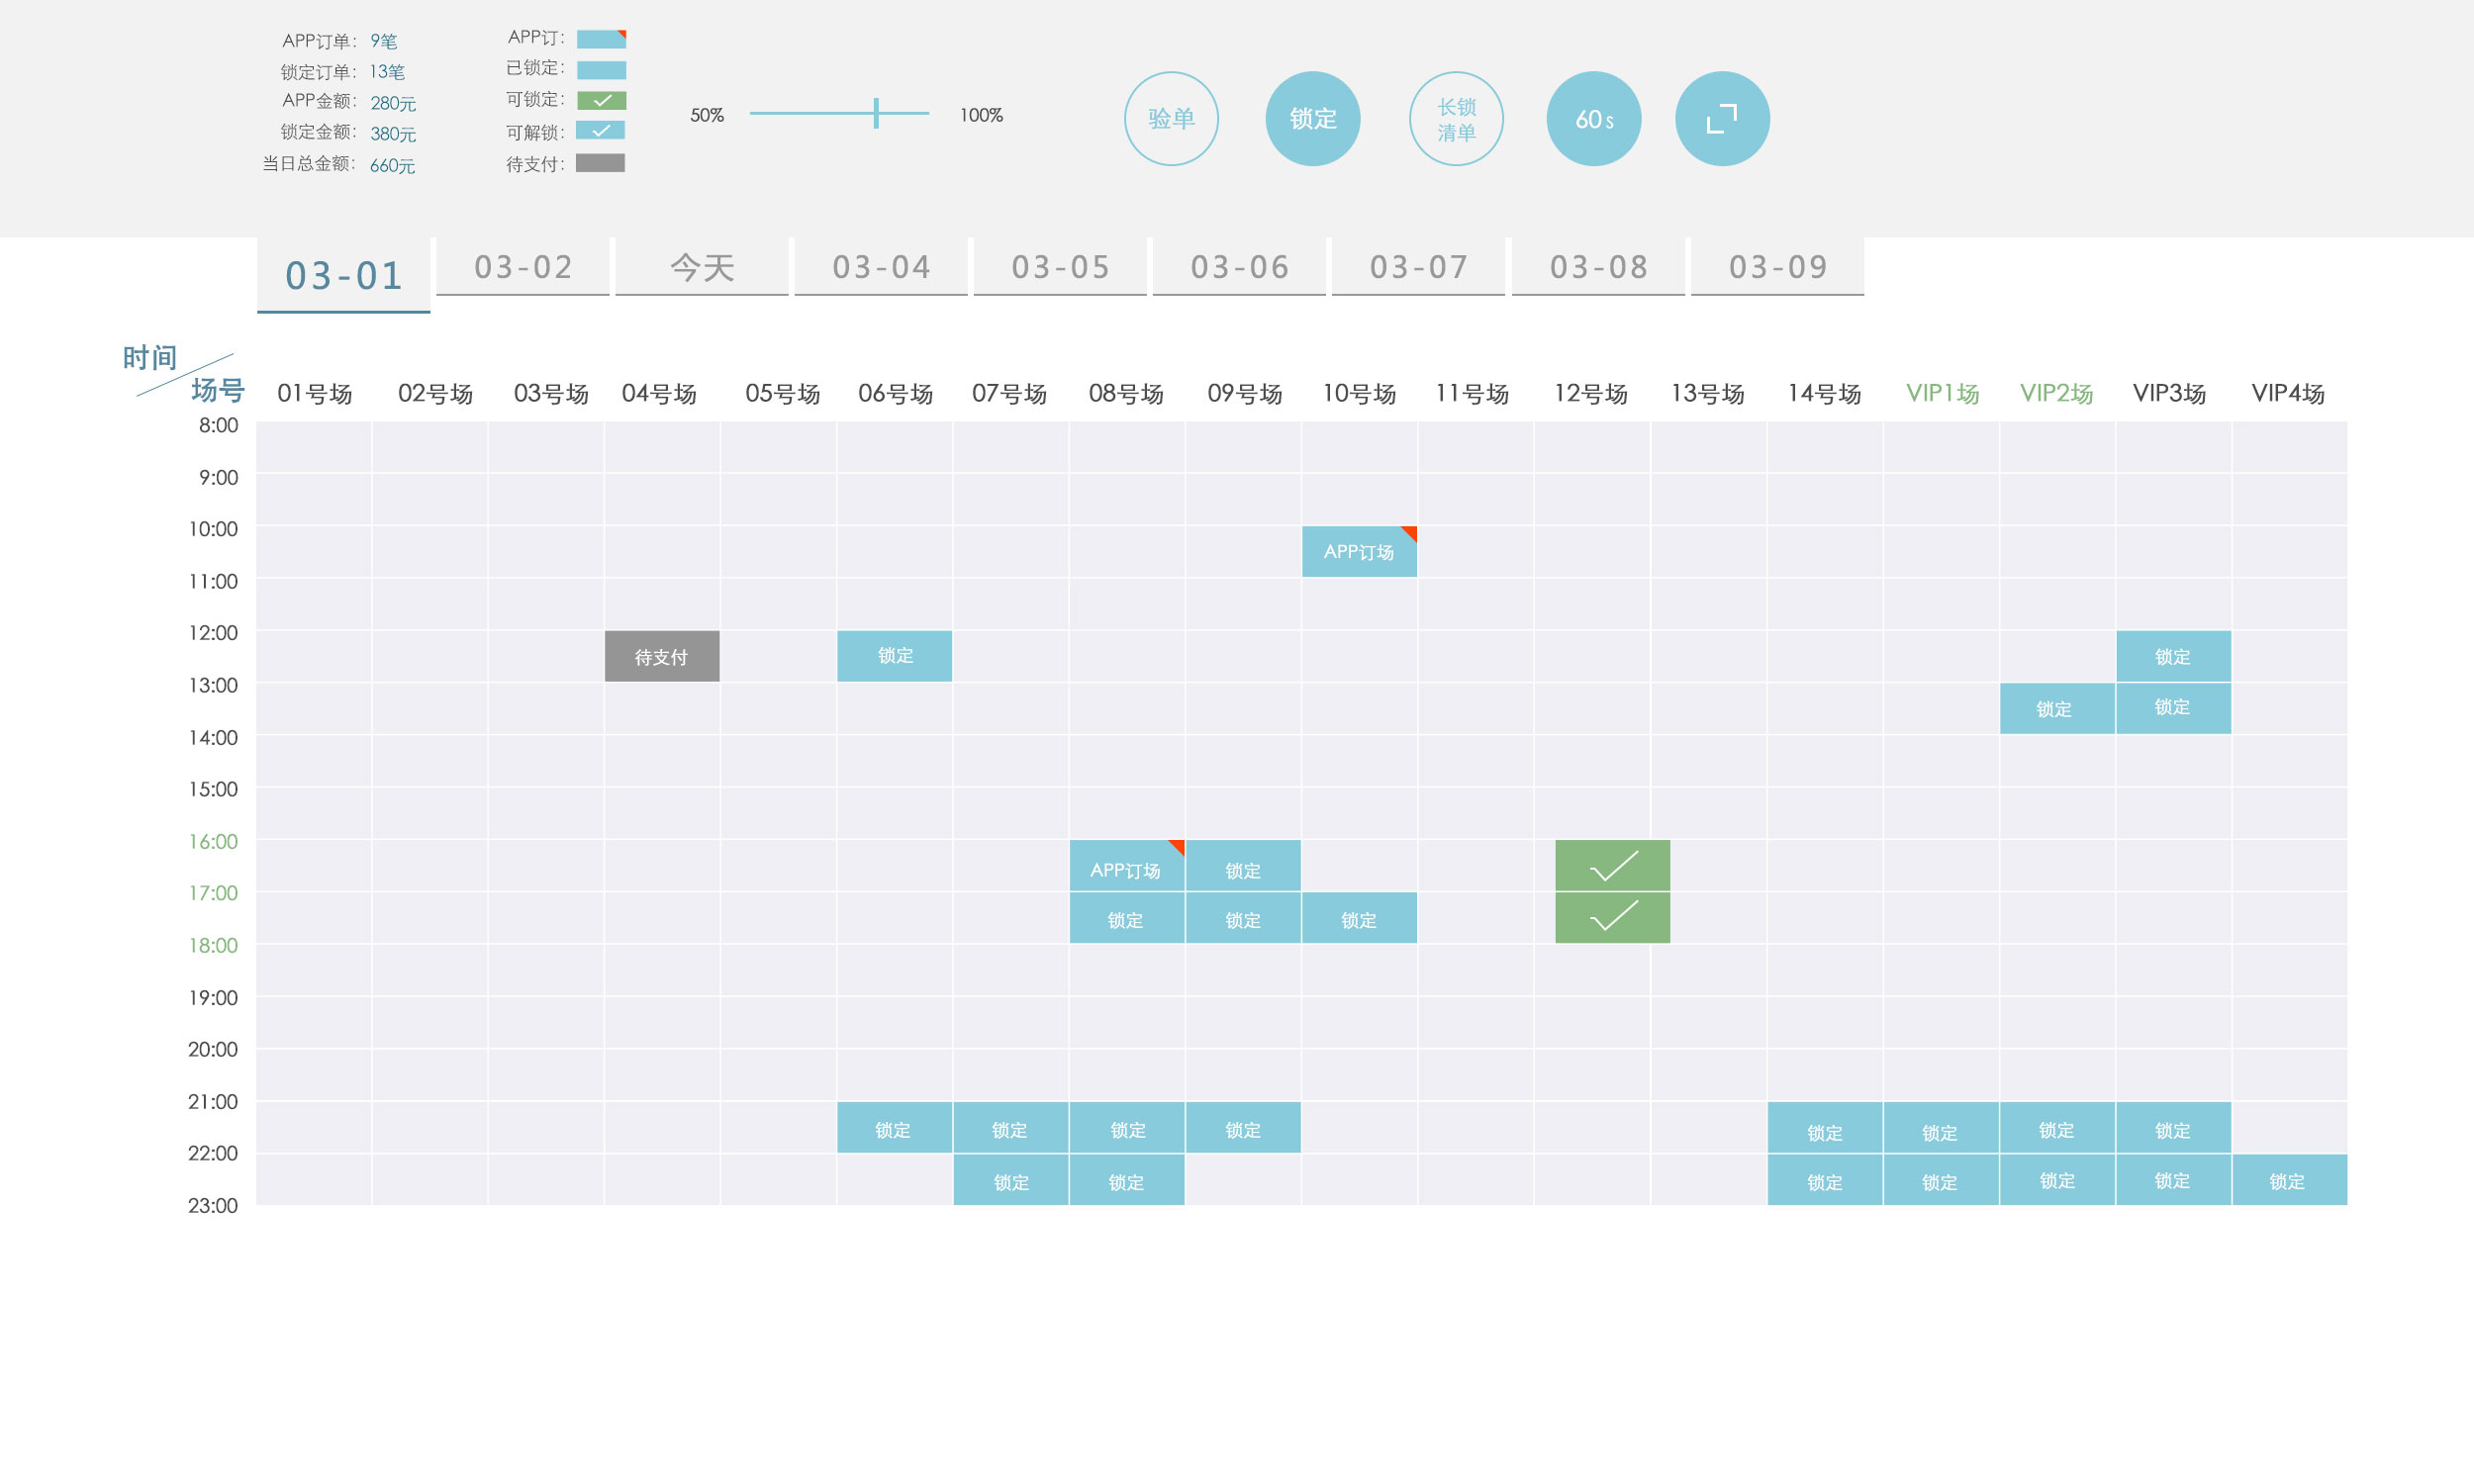 APP订单： 9笔
锁定订单： 13笔
APP金额： 280元
锁定金额： 380元
当日总金额： 660元
APP订：
已锁定：
可锁定：
可解锁：
待支付：
50% 100%
验单
锁定
长锁
清单
60 s
03-01 03-02 今天 03-04 03-05 03-06 03-07 03-08 03-09
时间
场号
01号场 02号场 03号场 04号场 05号场 06号场 07号场 08号场 09号场 10号场 11号场 12号场 13号场 14号场 VIP1场 VIP2场 VIP3场 VIP4场
8:00
9:00
10:00
APP订场
11:00
12:00
待支付 锁定 锁定
13:00
锁定 锁定
14:00
15:00
16:00
APP订场 锁定
17:00
锁定 锁定 锁定
18:00
19:00
20:00
21:00
锁定 锁定 锁定 锁定 锁定 锁定 锁定 锁定
22:00
锁定 锁定 锁定 锁定 锁定 锁定 锁定
23:00